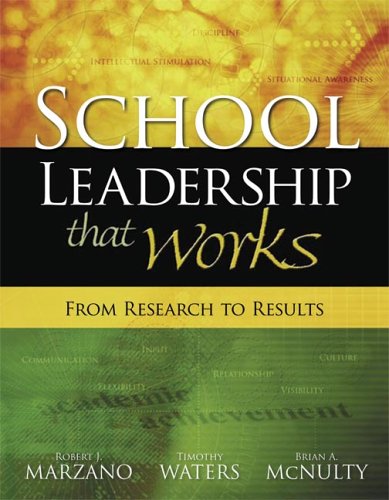 DISCIPLINE
INTELLECTUAL STIMULATION
SITUATIONAL AWARENESS
SCHOOL
LEADERSHIP
that works
FROM RESEARCH TO RESULTS
INPUT
COMMUNICATION
CULTURE
RELATIONSHIP
FLEXIBILITY
VISIBILITY
academic
achievement
ROBERT J. TIMOTHY BRIAN A.
MARZANO WATERS MCNULTY